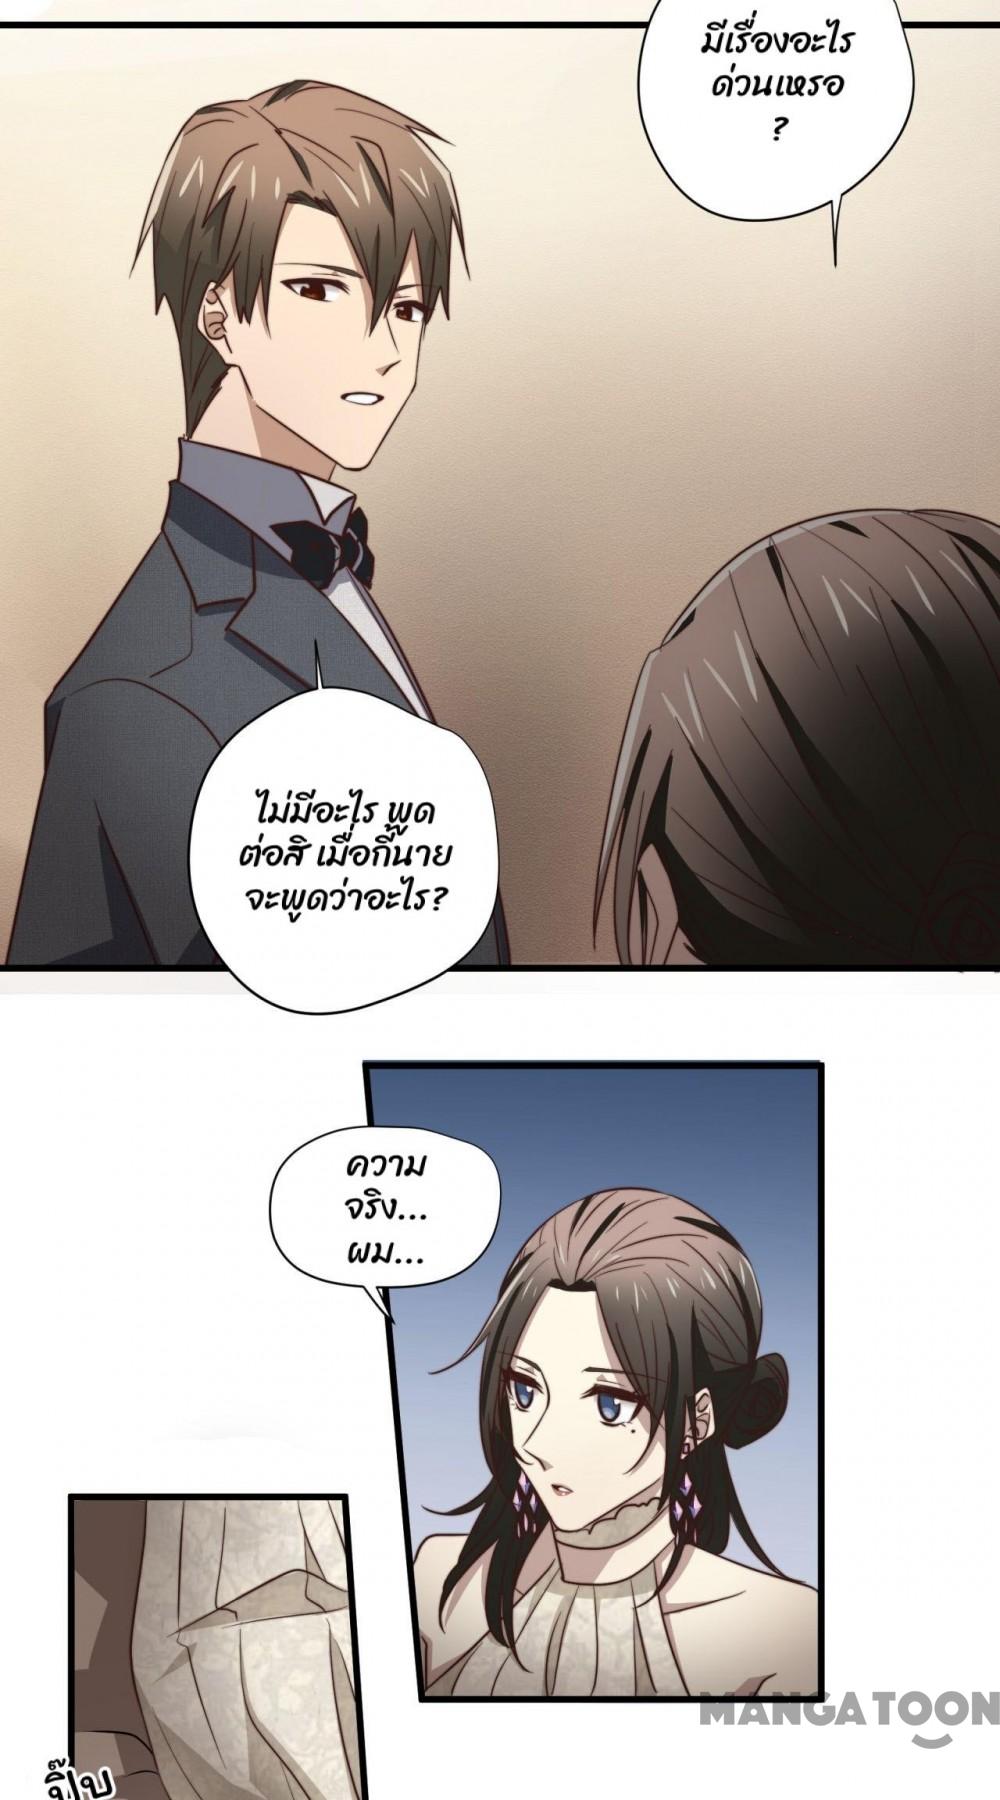 มีเรื่องอะไร
ด่วนเหรอ
?
ไม่มีอะไร พูด
ต่อสิ เมื่อกี้นาย
จะพูดว่าอะไร?
ความ
จริง...
ผม...
MANGATOON
ปี๊บ